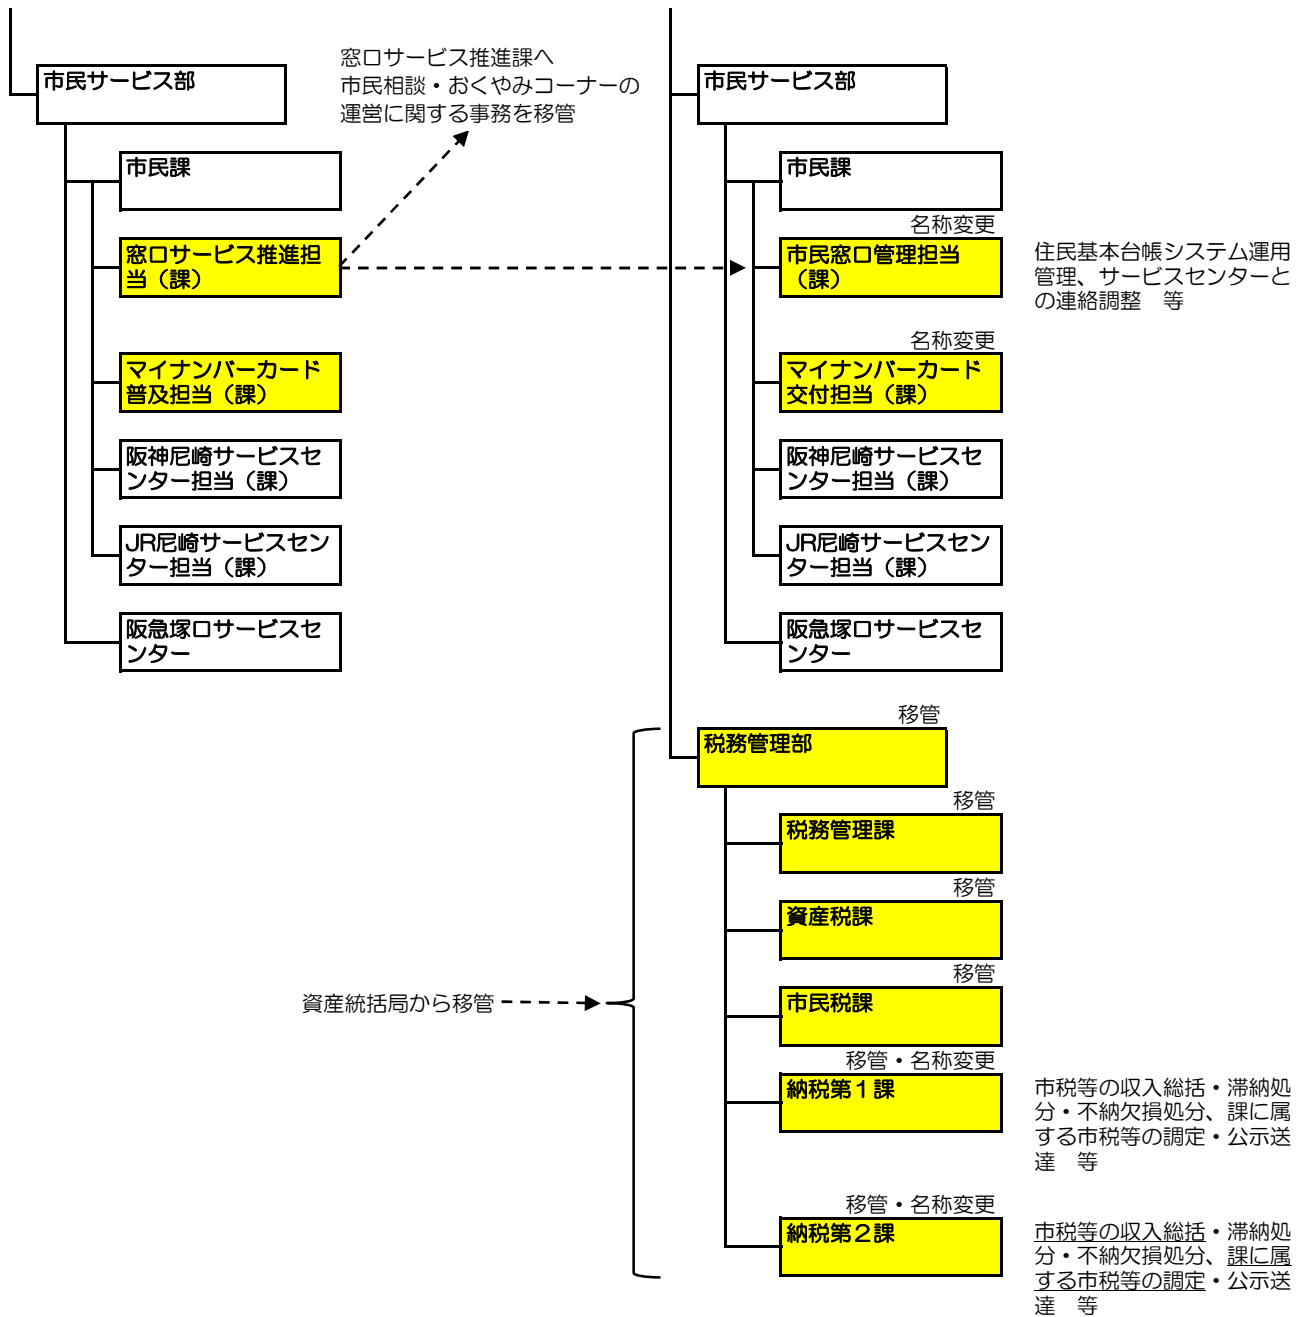 市民サービス部
窓口サービス推進課へ
市民相談・おくやみコーナーの
運営に関する事務を移管
市民課
窓口サービス推進担
当（課）
マイナンバーカード
普及担当（課）
阪神尼崎サービスセ
ンター担当（課）
JR尼崎サービスセン
ター担当（課）
阪急塚口サービスセ
ンター
市民サービス部
市民課
名称変更
市民窓口管理担当
（課）
住民基本台帳システム運用
管理、サービスセンターと
の連絡調整　等
名称変更
マイナンバーカード
交付担当（課）
阪神尼崎サービスセ
ンター担当（課）
JR尼崎サービスセン
ター担当（課）
阪急塚口サービスセ
ンター
資産統括局から移管
移管
税務管理部
移管
税務管理課
移管
資産税課
移管
市民税課
移管・名称変更
納税第１課
市税等の収入総括・滞納処
分・不納欠損処分、課に属
する市税等の調定・公示送
達　等
移管・名称変更
納税第２課
市税等の収入総括・滞納処
分・不納欠損処分、課に属
する市税等の調定・公示送
達　等